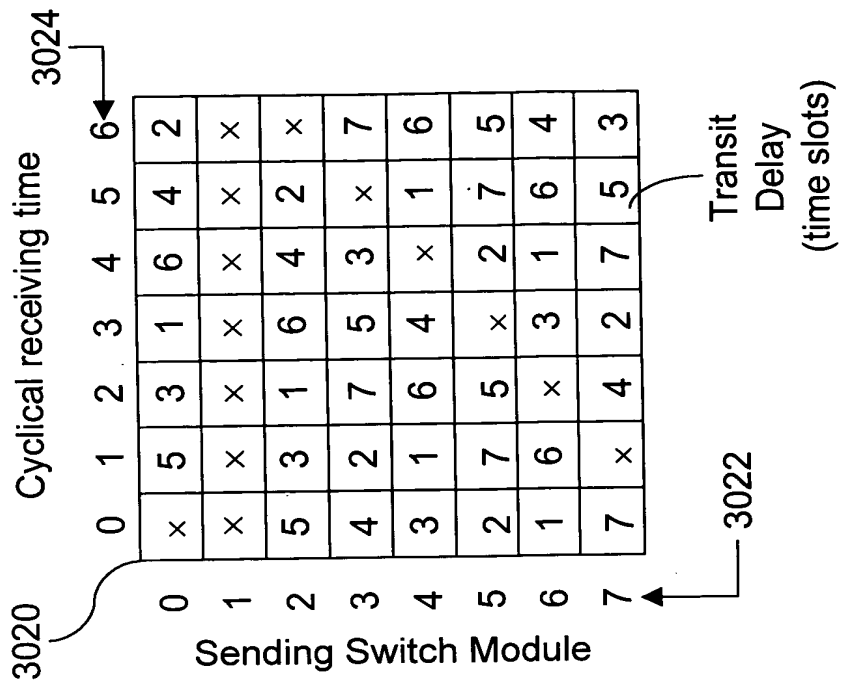 Cyclical receiving time
3020
0 1 2 3 4 5 6
3024
Sending Switch Module
0 × 5 3 1 6 4 2
1 × × × × × × ×
2 5 3 1 6 4 2 ×
3 4 2 7 5 3 × 7
4 3 1 6 4 × 1 6
5 2 7 5 × 2 7 5
6 1 6 × 3 1 6 4
7 7 × 4 2 7 5 3
3022
Transit
Delay
(time slots)